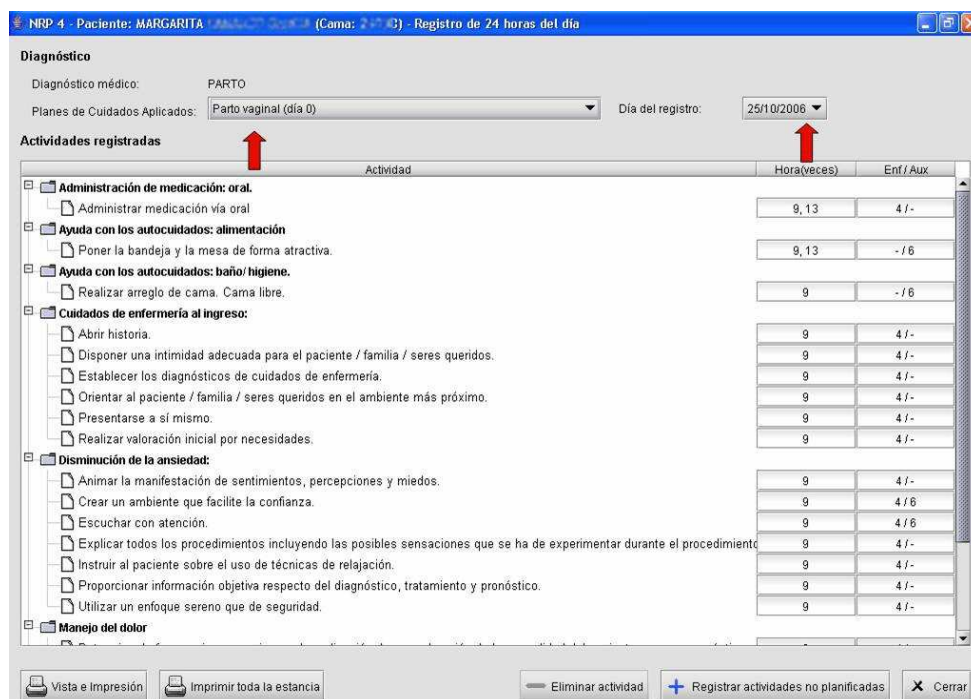 NRP 4 - Paciente: MARGARITA (Cama: C) - Registro de 24 horas del día
Diagnóstico
Diagnóstico médico: PARTO
Planes de Cuidados Aplicados: Parto vaginal (día 0) Día del registro: 25/10/2006
Actividades registradas
Actividad Hora(veces) Enf / Aux
Administración de medicación: oral.
Administrar medicación vía oral 9, 13 4 / -
Ayuda con los autocuidados: alimentación
Poner la bandeja y la mesa de forma atractiva. 9, 13 - / 6
Ayuda con los autocuidados: baño/ higiene.
Realizar arreglo de cama. Cama libre. 9 - / 6
Cuidados de enfermería al ingreso:
Abrir historia. 9 4 / -
Disponer una intimidad adecuada para el paciente / familia / seres queridos. 9 4 / -
Establecer los diagnósticos de cuidados de enfermería. 9 4 / -
Orientar al paciente / familia / seres queridos en el ambiente más próximo. 9 4 / -
Presentarse a sí mismo. 9 4 / -
Realizar valoración inicial por necesidades. 9 4 / -
Disminución de la ansiedad:
Animar la manifestación de sentimientos, percepciones y miedos. 9 4 / -
Crear un ambiente que facilite la confianza. 9 4 / 6
Escuchar con atención. 9 4 / 6
Explicar todos los procedimientos incluyendo las posibles sensaciones que se ha de experimentar durante el procedimiento 9 4 / -
Instruir al paciente sobre el uso de técnicas de relajación. 9 4 / -
Proporcionar información objetiva respecto del diagnóstico, tratamiento y pronóstico. 9 4 / -
Utilizar un enfoque sereno que de seguridad. 9 4 / -
Manejo del dolor
Vista e Impresión Imprimir toda la estancia Eliminar actividad Registrar actividades no planificadas Cerrar